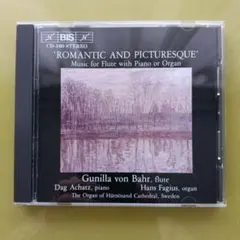 BIS
CD-160 STEREO
"ROMANTIC AND PICTURESQUE"
Music for Flute with Piano or Organ
Gunilla von Bahr, flute
Dag Achatz, piano Hans Fagius, organ
The Organ of Härnösand Cathedral, Sweden